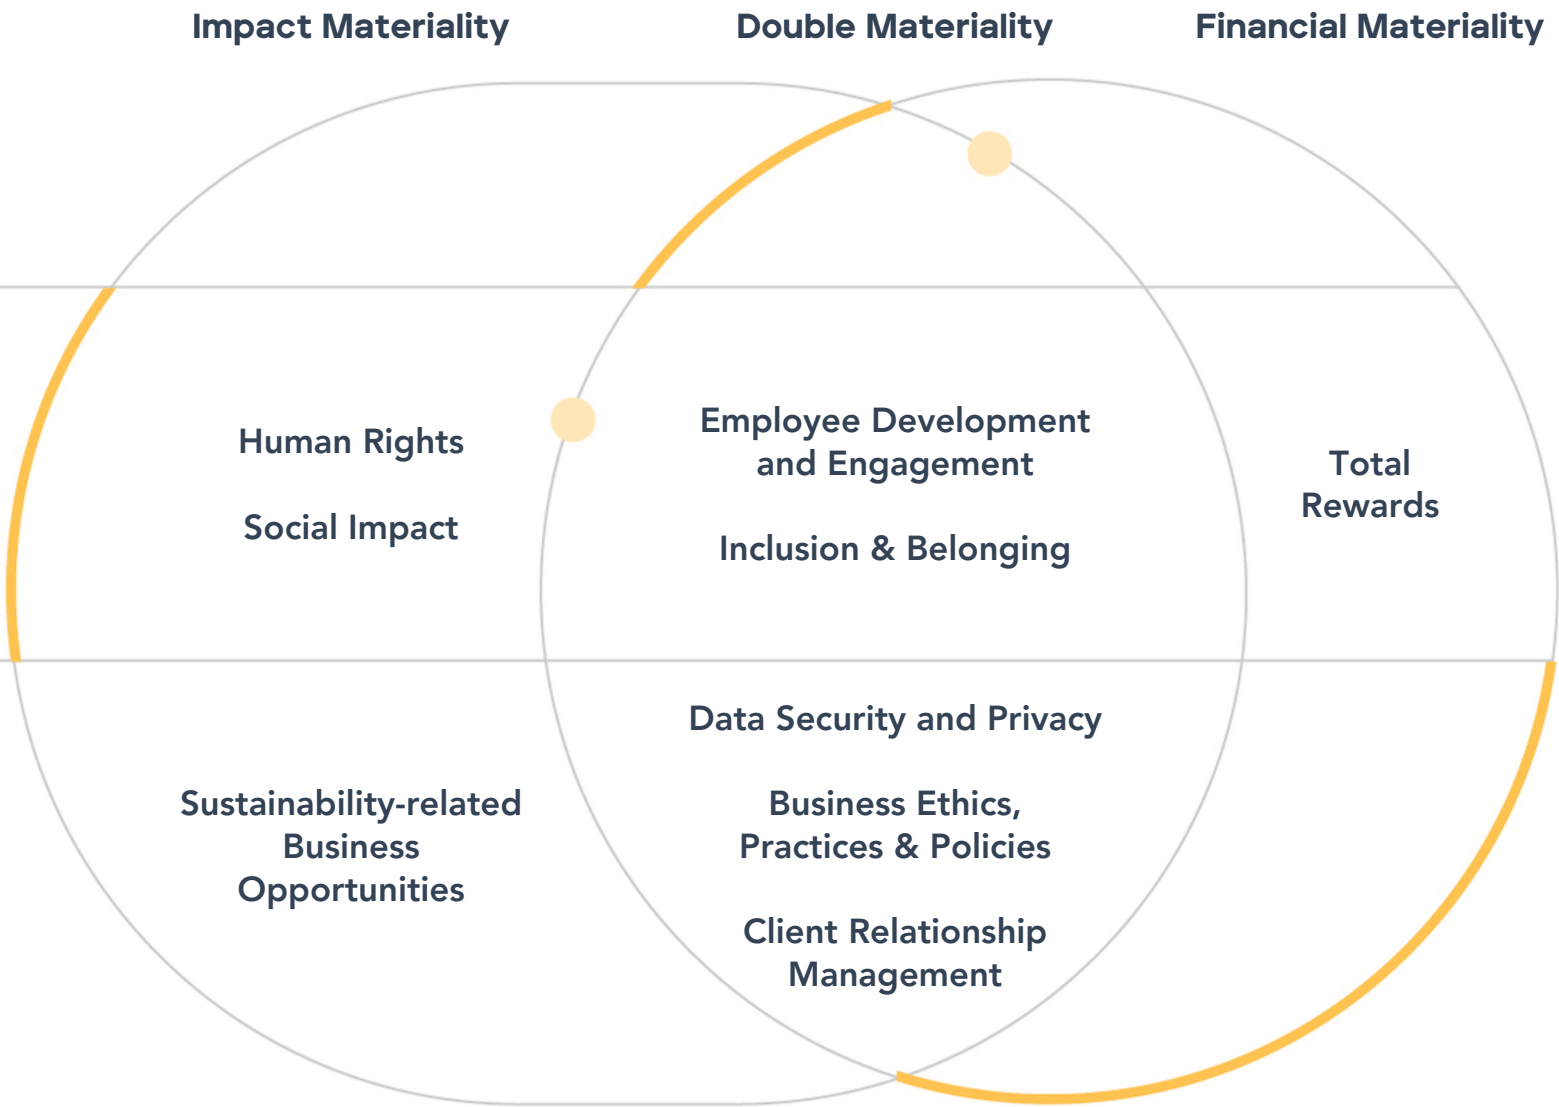 Impact Materiality
Double Materiality
Financial Materiality
Human Rights
Social Impact
Employee Development
and Engagement
Inclusion & Belonging
Total
Rewards
Sustainability-related
Business
Opportunities
Data Security and Privacy
Business Ethics,
Practices & Policies
Client Relationship
Management